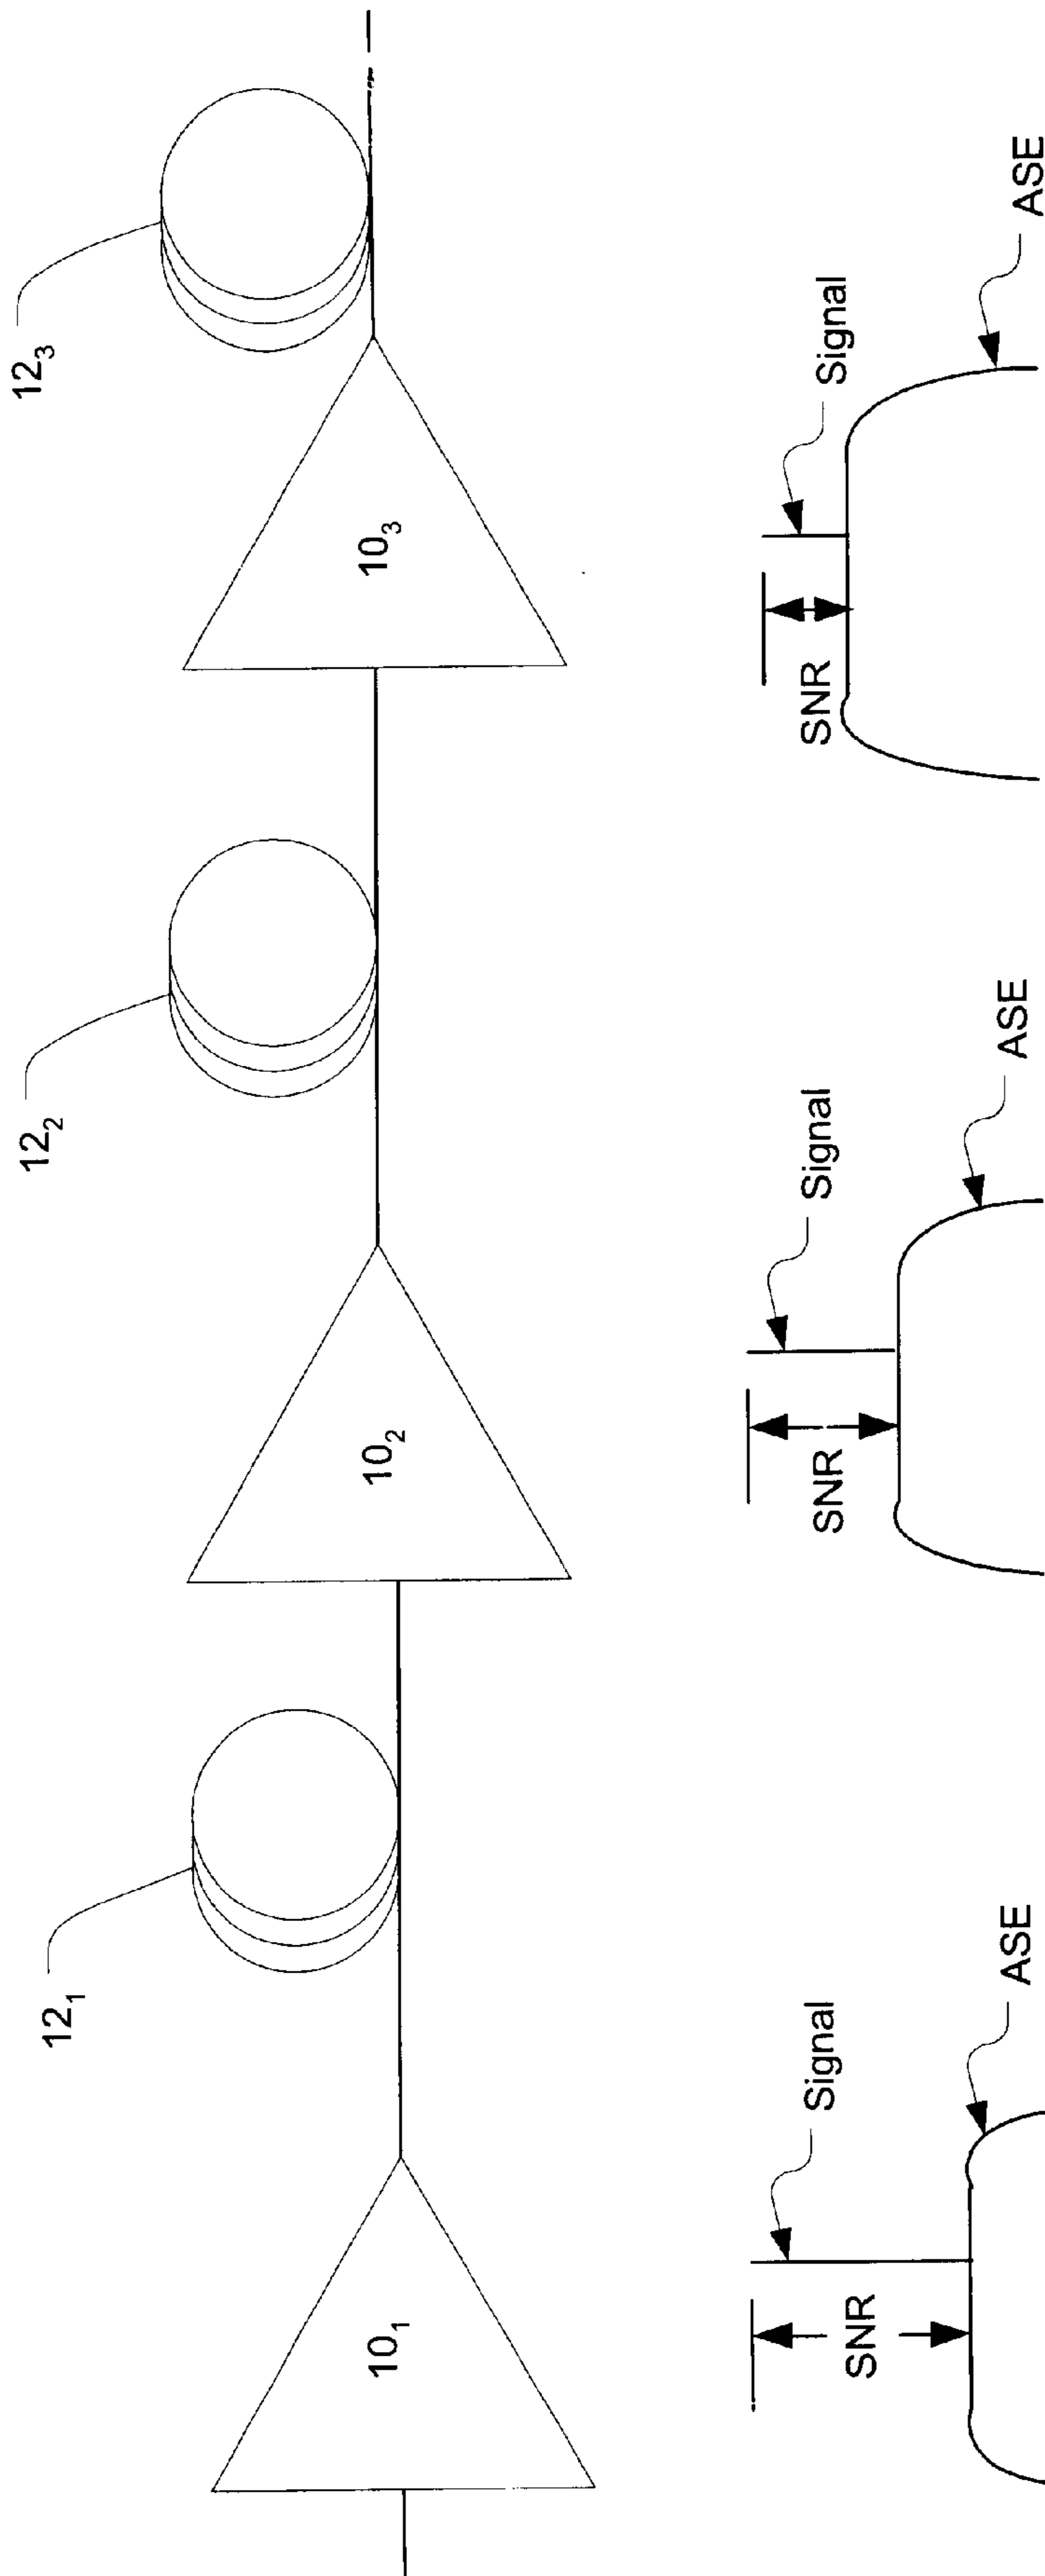 12₁
12₂
12₃
10₁
10₂
10₃
Signal
SNR
ASE
Signal
SNR
ASE
Signal
SNR
ASE